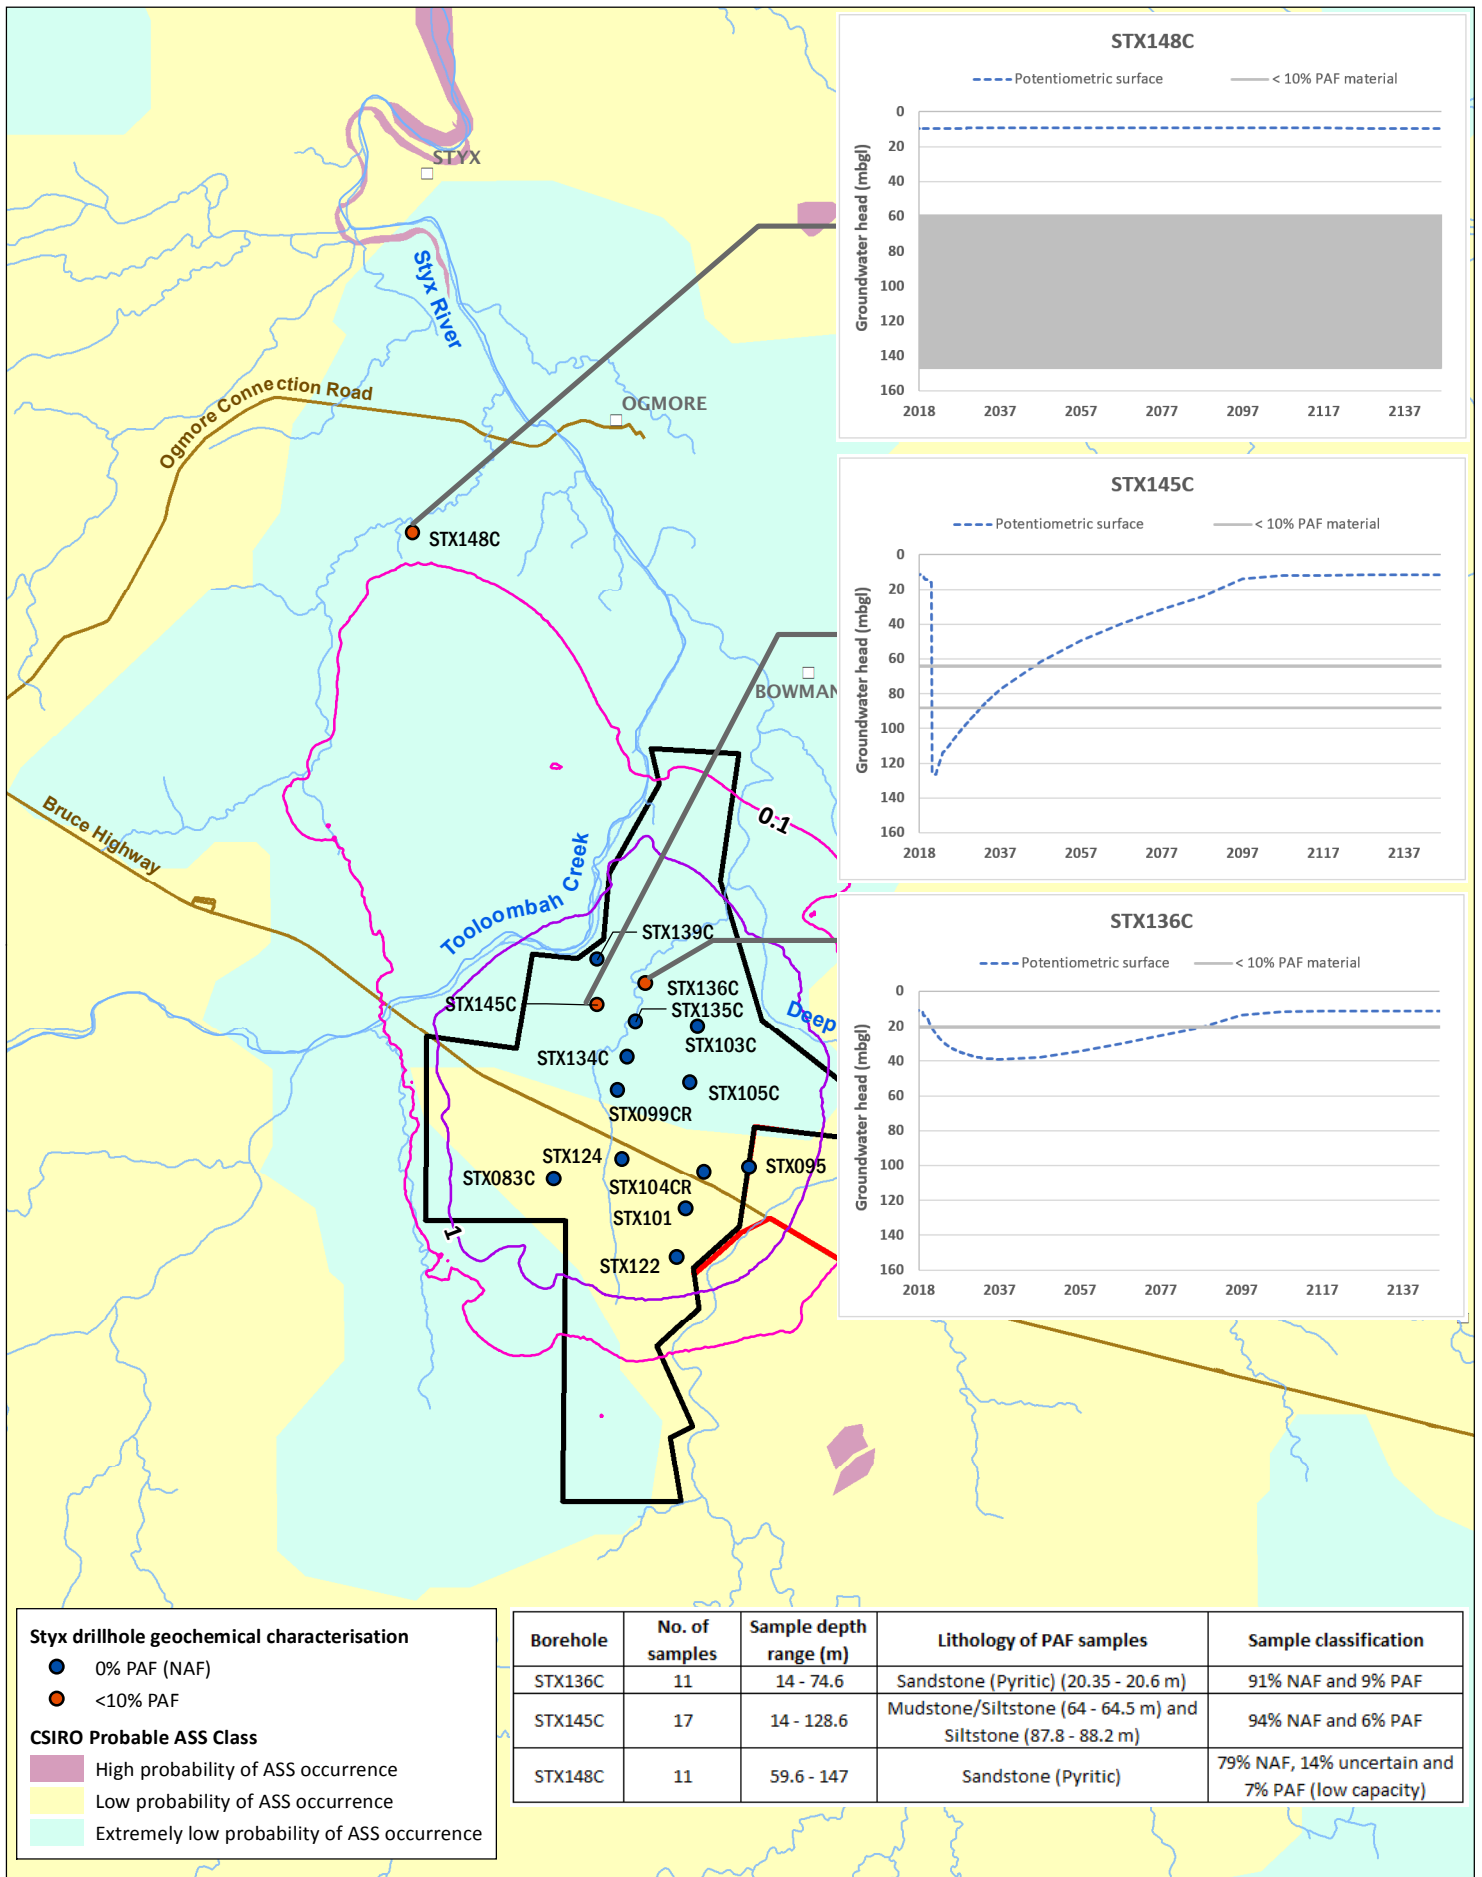 STX148C
Potentiometric surface
< 10% PAF material
Groundwater head (mbgl)
0
20
40
60
80
100
120
140
160
2018
2037
2057
2077
2097
2117
2137
STX145C
Potentiometric surface
< 10% PAF material
Groundwater head (mbgl)
0
20
40
60
80
100
120
140
160
2018
2037
2057
2077
2097
2117
2137
STX136C
Potentiometric surface
< 10% PAF material
Groundwater head (mbgl)
0
20
40
60
80
100
120
140
160
2018
2037
2057
2077
2097
2117
2137
STYX
Styx River
Ogmore Connection Road
OGMORE
STX148C
BOWMAN
Bruce Highway
0.1
Tooloombah Creek
STX139C
STX136C
STX145C
STX135C
Deep
STX103C
STX134C
STX105C
STX099CR
STX124
STX095
STX083C
STX104CR
STX101
1
STX122
Styx drillhole geochemical characterisation
0% PAF (NAF)
<10% PAF
CSIRO Probable ASS Class
High probability of ASS occurrence
Low probability of ASS occurrence
Extremely low probability of ASS occurrence
Borehole No. of samples Sample depth range (m) Lithology of PAF samples Sample classification
STX136C 11 14 - 74.6 Sandstone (Pyritic) (20.35 - 20.6 m) 91% NAF and 9% PAF
STX145C 17 14 - 128.6 Mudstone/Siltstone (64 - 64.5 m) and Siltstone (87.8 - 88.2 m) 94% NAF and 6% PAF
STX148C 11 59.6 - 147 Sandstone (Pyritic) 79% NAF, 14% uncertain and 7% PAF (low capacity)